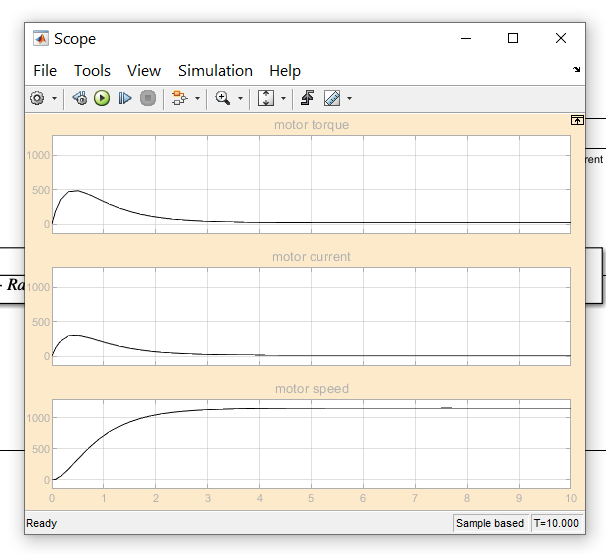 Scope
File Tools View Simulation Help
motor torque
1000
500
0
rent
motor current
- Ra
1000
500
0
motor speed
1000
500
0
0 1 2 3 4 5 6 7 8 9 10
Ready Sample based T=10.000